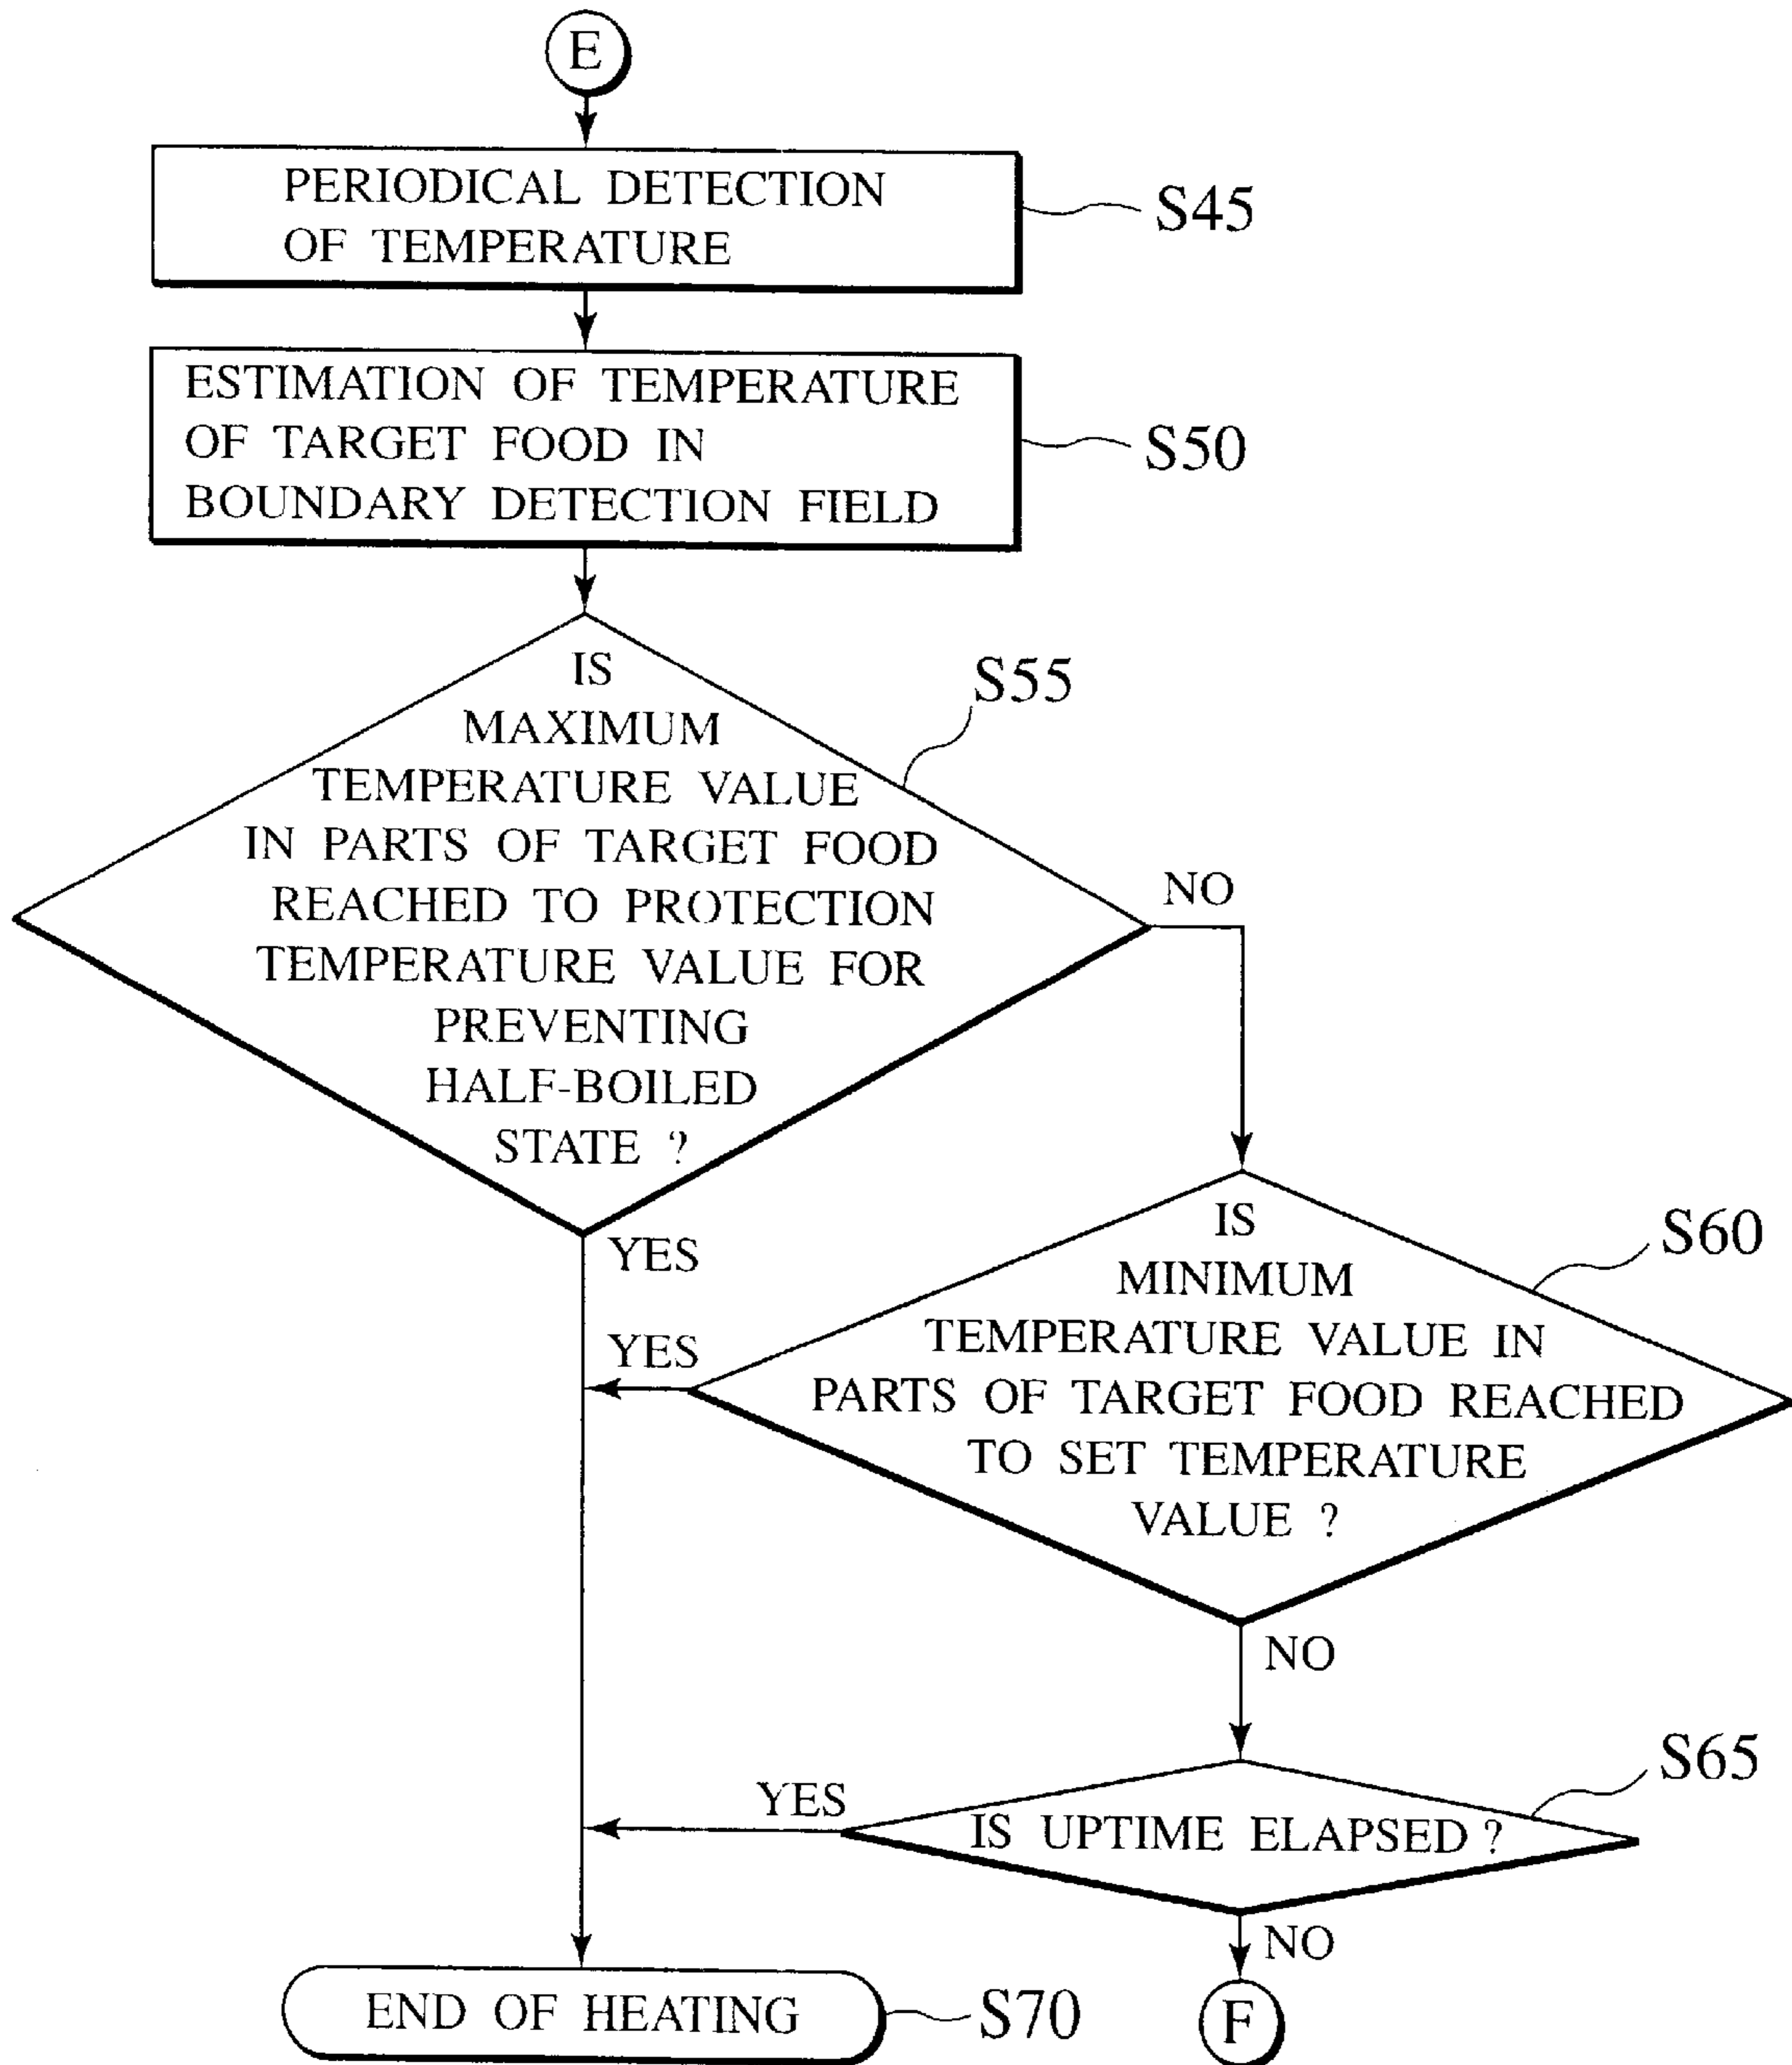 E
PERIODICAL DETECTION
OF TEMPERATURE
S45
ESTIMATION OF TEMPERATURE
OF TARGET FOOD IN
BOUNDARY DETECTION FIELD
S50
IS
MAXIMUM
TEMPERATURE VALUE
IN PARTS OF TARGET FOOD
REACHED TO PROTECTION
TEMPERATURE VALUE FOR
PREVENTING
HALF-BOILED
STATE ?
S55
NO
YES
IS
MINIMUM
TEMPERATURE VALUE IN
PARTS OF TARGET FOOD REACHED
TO SET TEMPERATURE
VALUE ?
S60
YES
NO
IS UPTIME ELAPSED ?
S65
YES
NO
END OF HEATING
S70
F